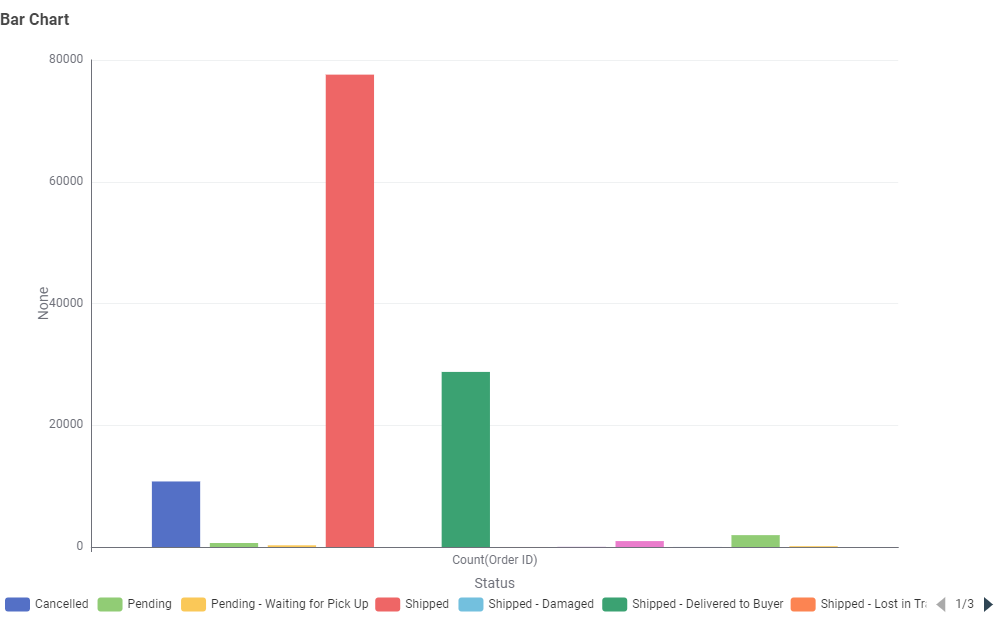 Bar Chart
80000
60000
40000
20000
0
None
Count(Order ID)
Status
Cancelled Pending Pending - Waiting for Pick Up Shipped Shipped - Damaged Shipped - Delivered to Buyer Shipped - Lost in 1/3